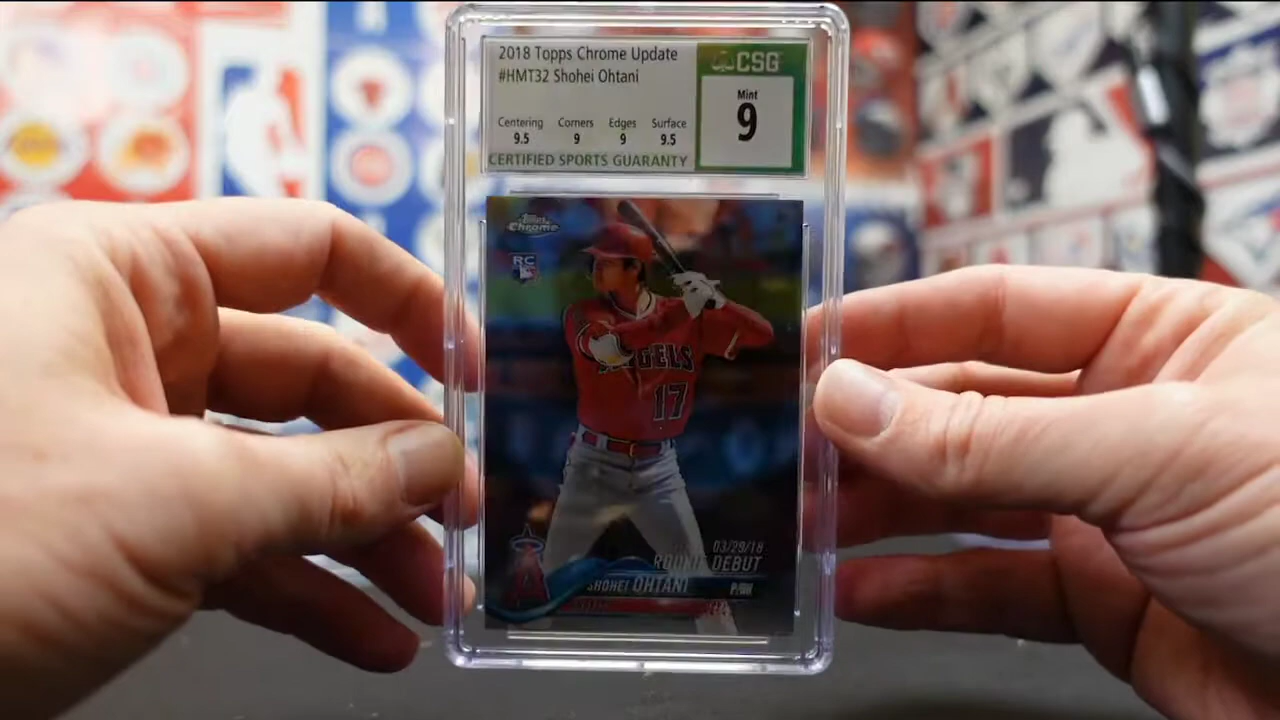 2018 Topps Chrome Update
#HMT32 Shohei Ohtani
CSG
Mint
9
Centering Corners Edges Surface
9.5 9 9 9.5
CERTIFIED SPORTS GUARANTY
Topps
Chrome
RC
ANGELS
17
03/29/18
ROOKIE DEBUT
SHOHEI OHTANI
P/DH